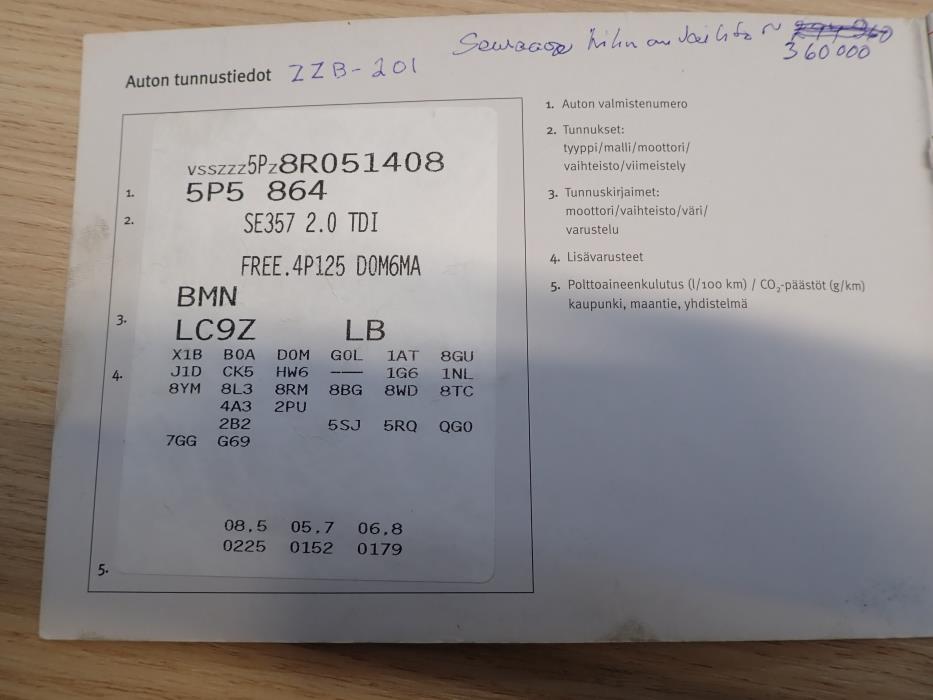 Seuraava hihnan vaihto ~
360 000
Auton tunnustiedot ZZB-201
vsszzz5Pz8R051408
1. 5P5 864
2. SE357 2.0 TDI
FREE.4P125 DOM6MA
BMN
3. LC9Z LB
X1B B0A D0M G0L 1AT 8GU
4. J1D CK5 HW6 --- 1G6 1NL
8YM 8L3 8RM 8BG 8WD 8TC
4A3 2PU
2B2 5SJ 5RQ QG0
7GG G69
08,5 05,7 06,8
0225 0152 0179
5.
1. Auton valmistenumero
2. Tunnukset:
tyyppi/malli/moottori/
vaihteisto/viimeistely
3. Tunnuskirjaimet:
moottori/vaihteisto/väri/
varustelu
4. Lisävarusteet
5. Polttoaineenkulutus (l/100 km) / CO₂-päästöt (g/km)
kaupunki, maantie, yhdistelmä